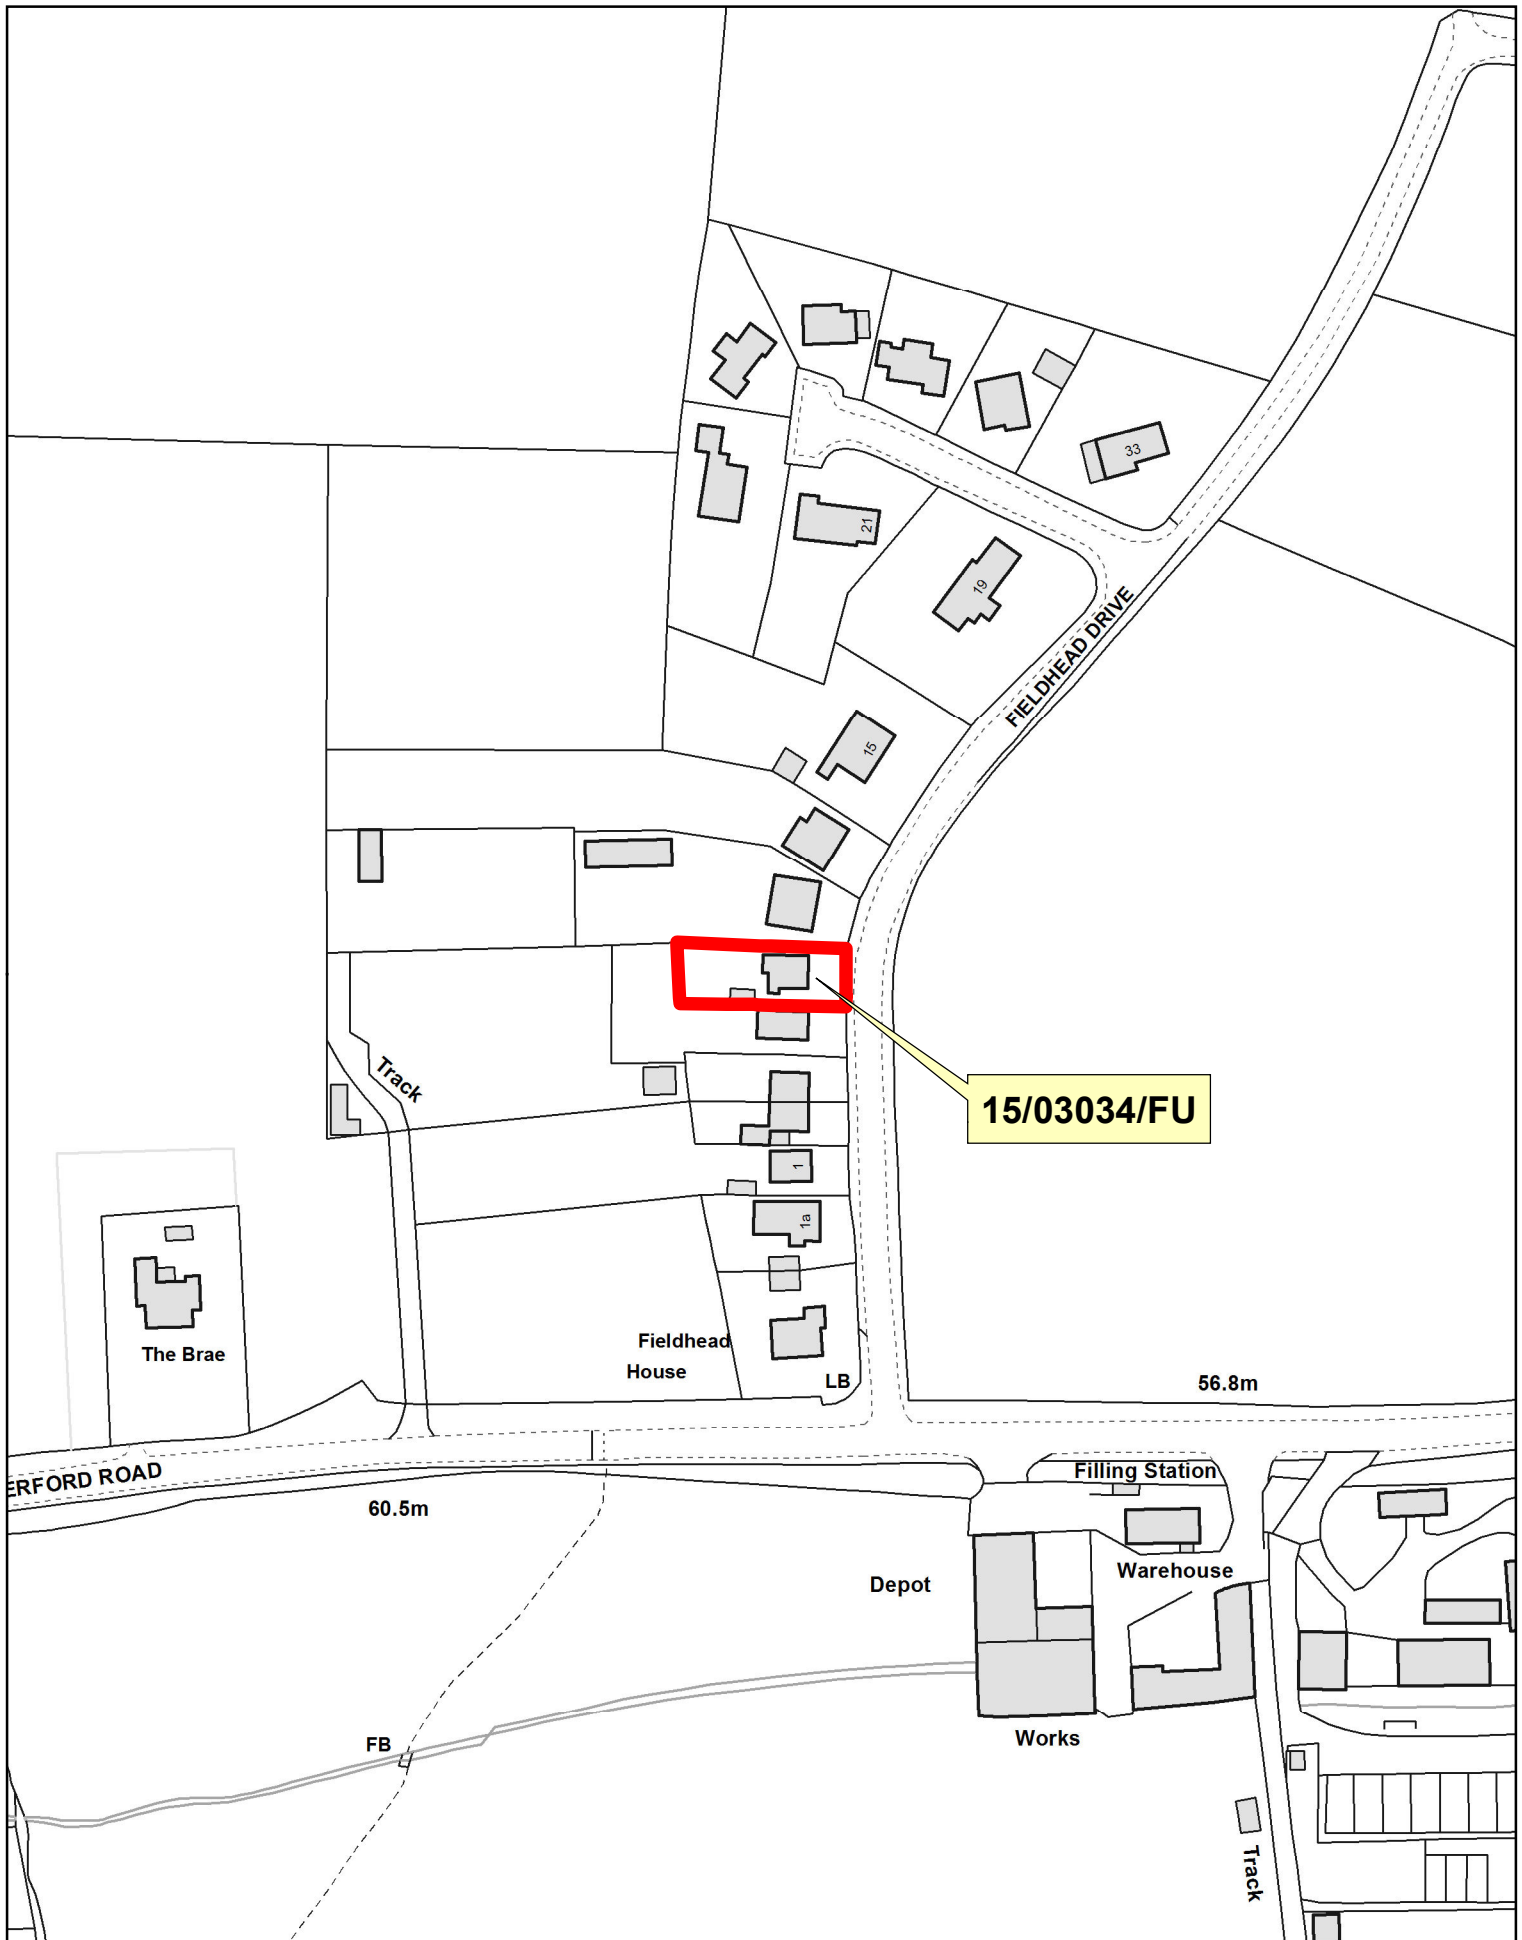 33
21
19
FIELDHEAD DRIVE
15
Track
15/03034/FU
1
1a
The Brae
Fieldhead
House
LB
56.8m
ERFORD ROAD
60.5m
Filling Station
Warehouse
Depot
FB
Works
Track